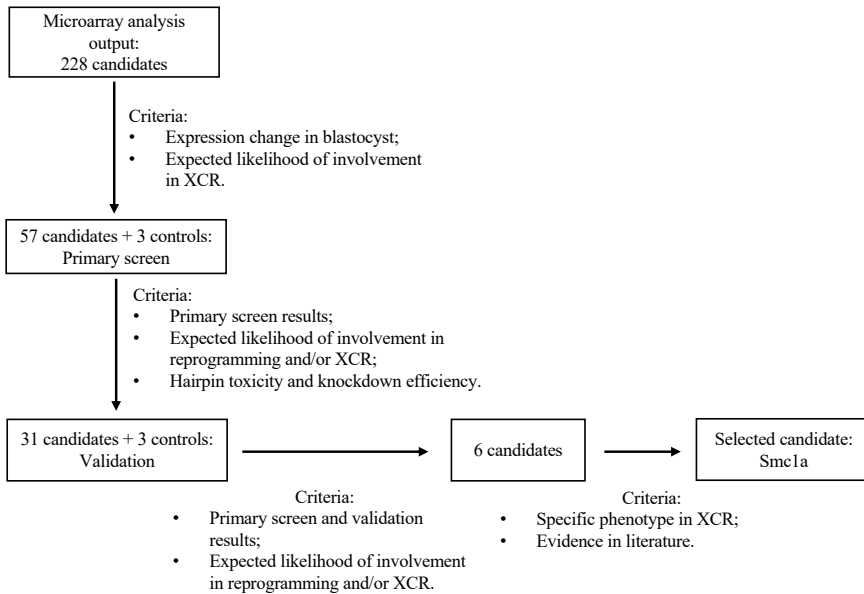 Microarray analysis
output:
228 candidates
Criteria:
• Expression change in blastocyst;
• Expected likelihood of involvement
in XCR.
57 candidates + 3 controls:
Primary screen
Criteria:
• Primary screen results;
• Expected likelihood of involvement in
reprogramming and/or XCR;
• Hairpin toxicity and knockdown efficiency.
31 candidates + 3 controls:
Validation
Criteria:
• Primary screen and validation
results;
• Expected likelihood of involvement
in reprogramming and/or XCR.
6 candidates
Criteria:
• Specific phenotype in XCR;
• Evidence in literature.
Selected candidate:
Smc1a